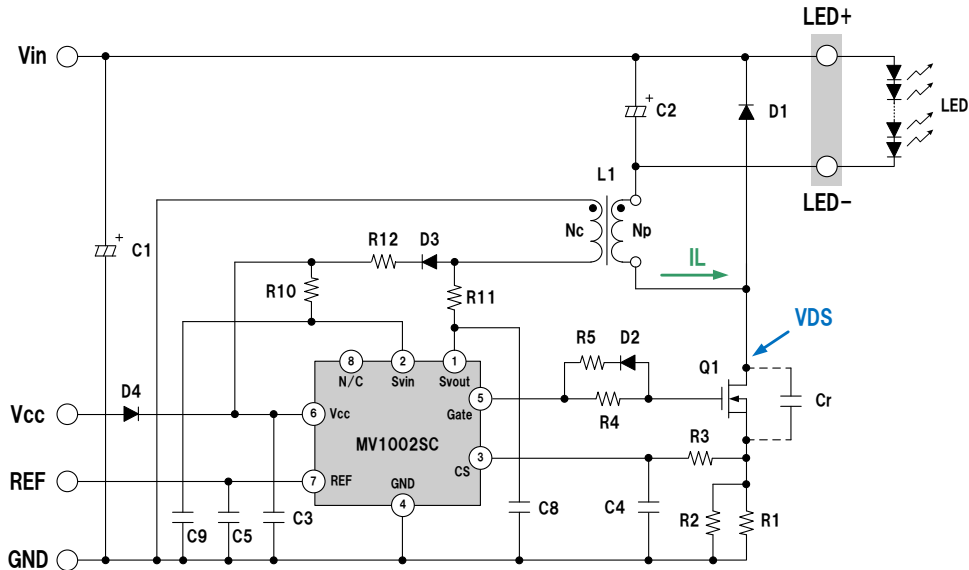 LED+
Vin
+
C2
D1
LED
L1
LED-
+
C1
Nc
Np
R12
D3
IL
R10
R11
VDS
8
2
1
N/C
Svin
Svout
R5
D2
Q1
D4
Vcc
6
Vcc
5
Gate
R4
Cr
MV1002SC
R3
3
CS
REF
7
REF
GND
4
C9
C5
C3
C8
C4
R2
R1
GND